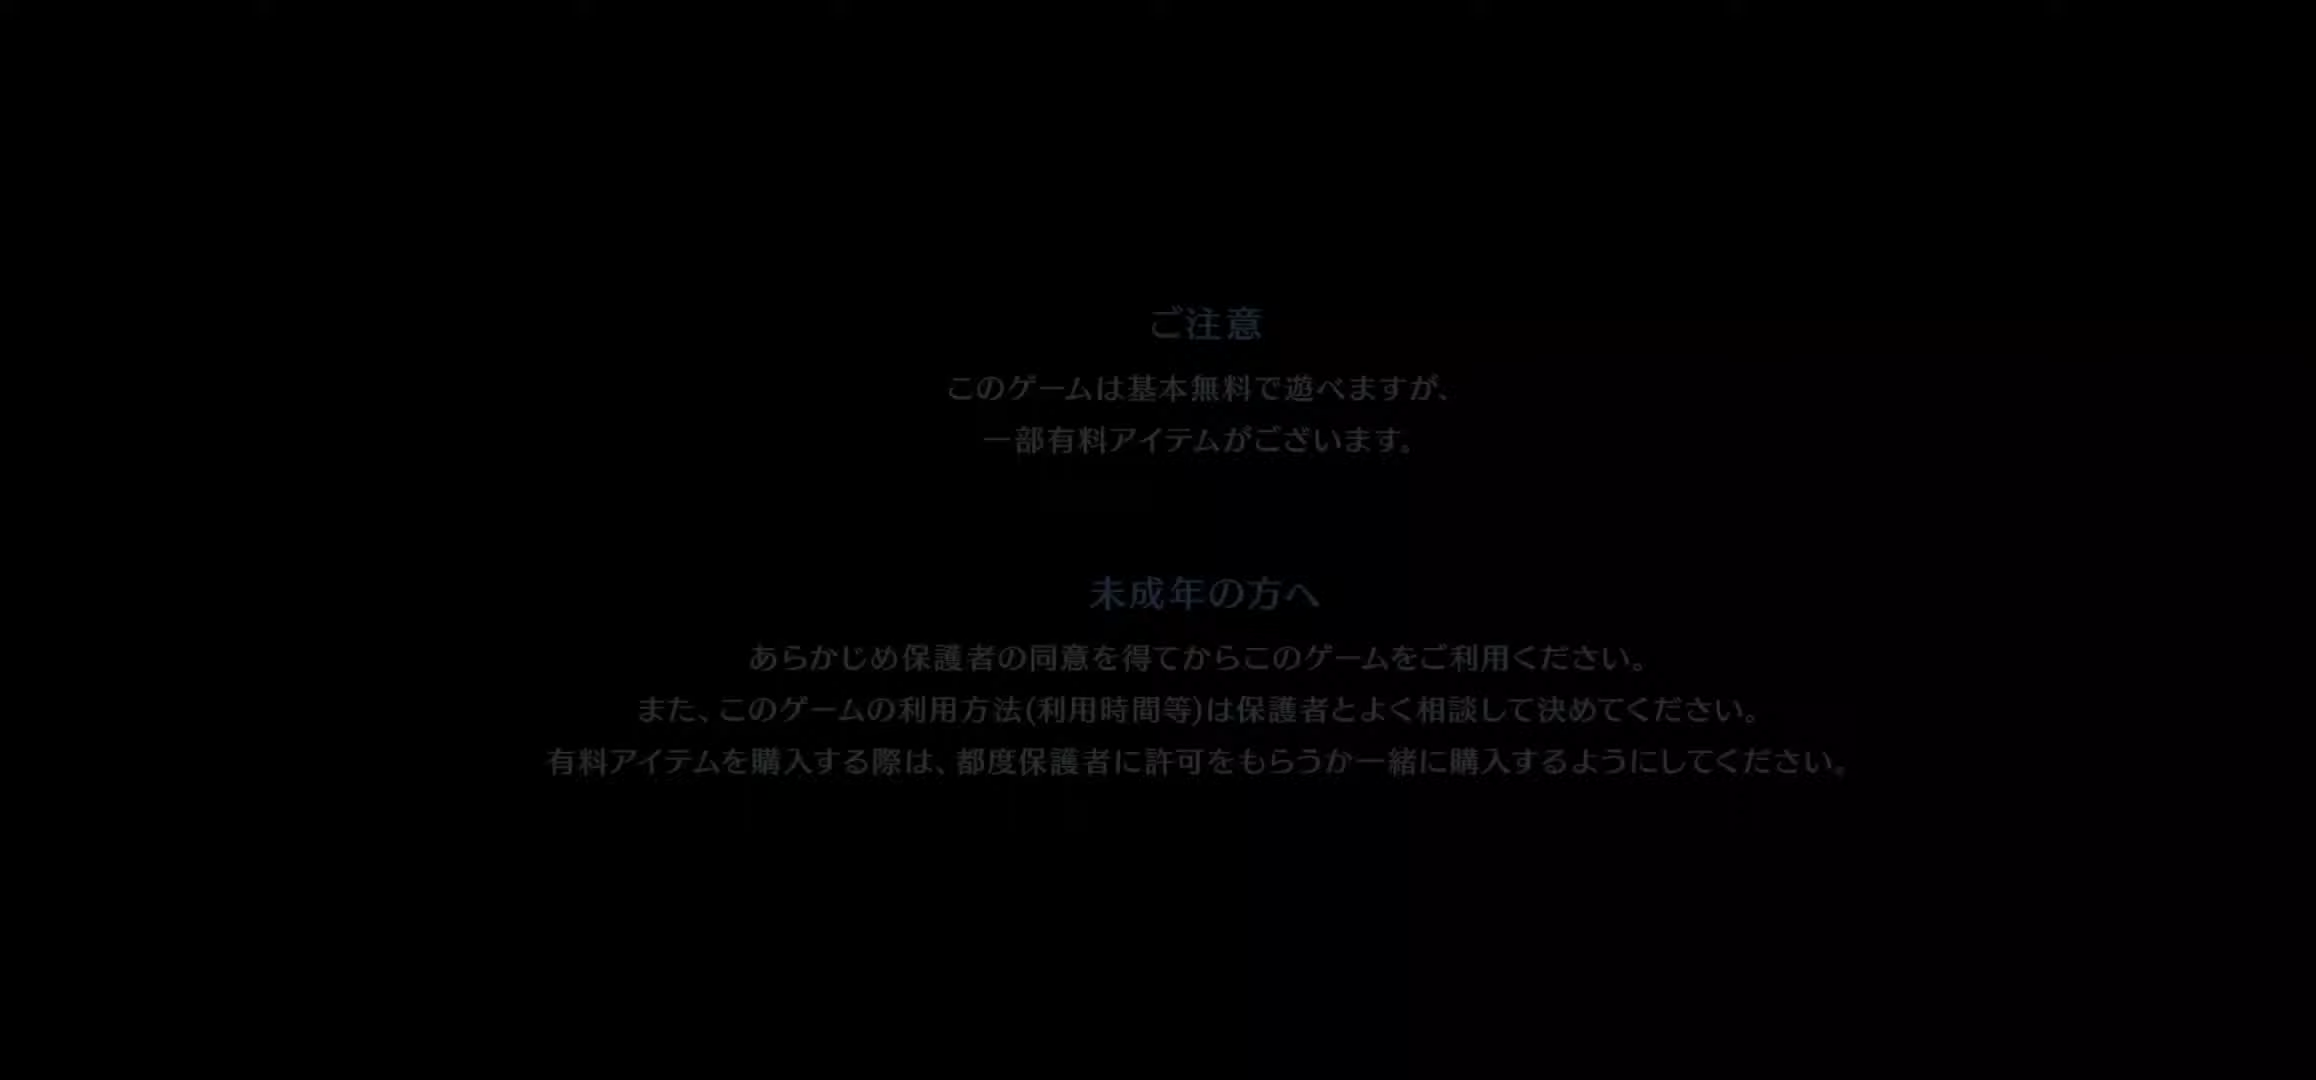 ご注意
このゲームは基本無料で遊べますが、
一部有料アイテムがございます。
未成年の方へ
あらかじめ保護者の同意を得てからこのゲームをご利用ください。
また、このゲームの利用方法(利用時間等)は保護者とよく相談して決めてください。
有料アイテムを購入する際は、都度保護者に許可をもらうか一緒に購入するようにしてください。